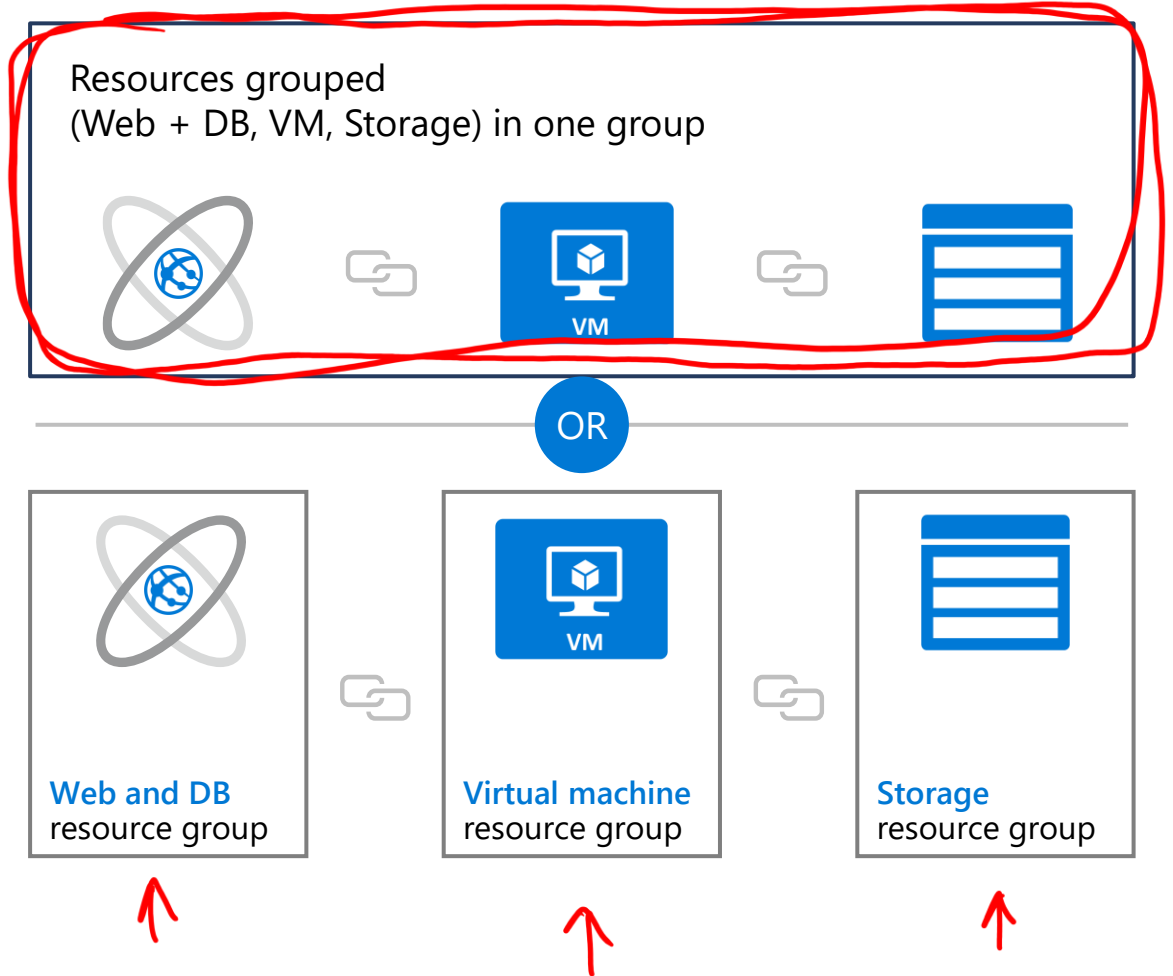 Resources grouped
(Web + DB, VM, Storage) in one group
VM
OR
VM
Web and DB
resource group
Virtual machine
resource group
Storage
resource group